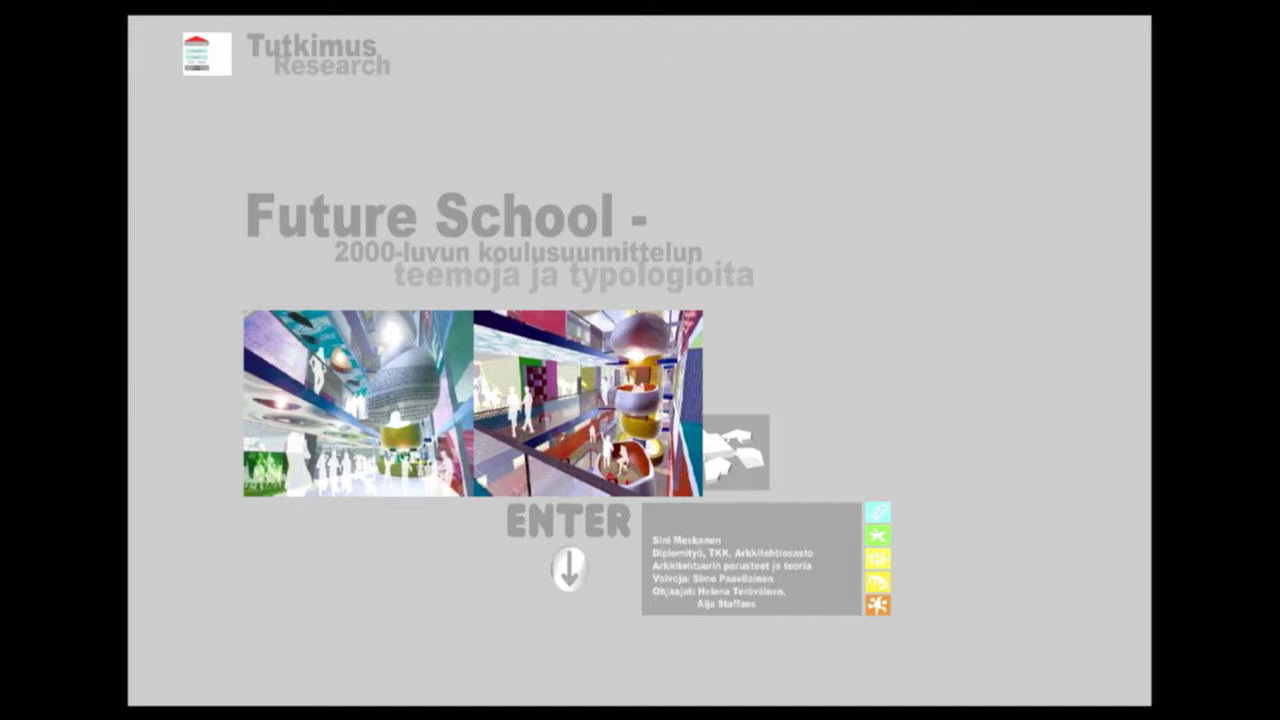 Tutkimus
Research
Future School -
2000-luvun koulusuunnittelun
teemoja ja typologioita
ENTER
Sini Meskanen
Diplomityö, TKK, Arkkitehtiosasto
Arkkitehtuurin perusteet ja teoria
Valvoja: Simo Paavilainen
Ohjaajat: Helena Teräväinen,
Aija Staffans